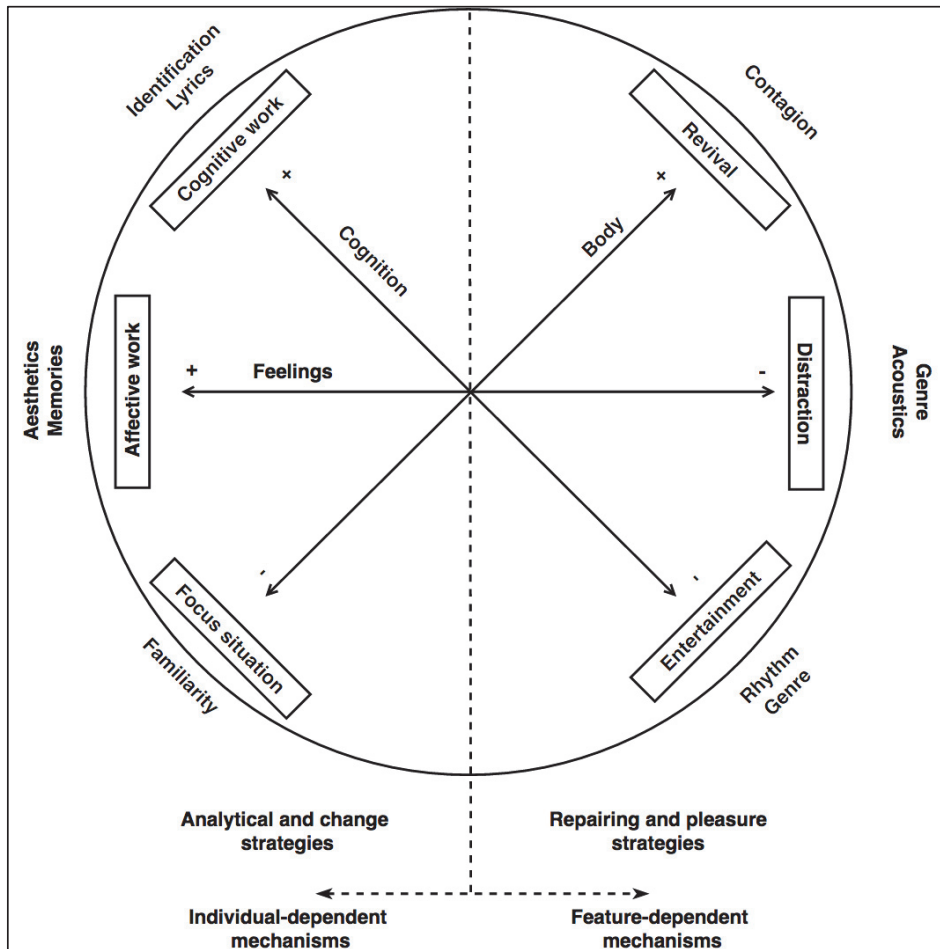 Identification
Lyrics
Cognitive work
Contagion
Revival
+
Cognition
+
Body
Aesthetics
Memories
Affective work
+
Feelings
-
Distraction
Genre
Acoustics
-
Focus situation
Familiarity
-
Entertainment
Rhythm
Genre
Analytical and change
strategies
Repairing and pleasure
strategies
Individual-dependent
mechanisms
Feature-dependent
mechanisms